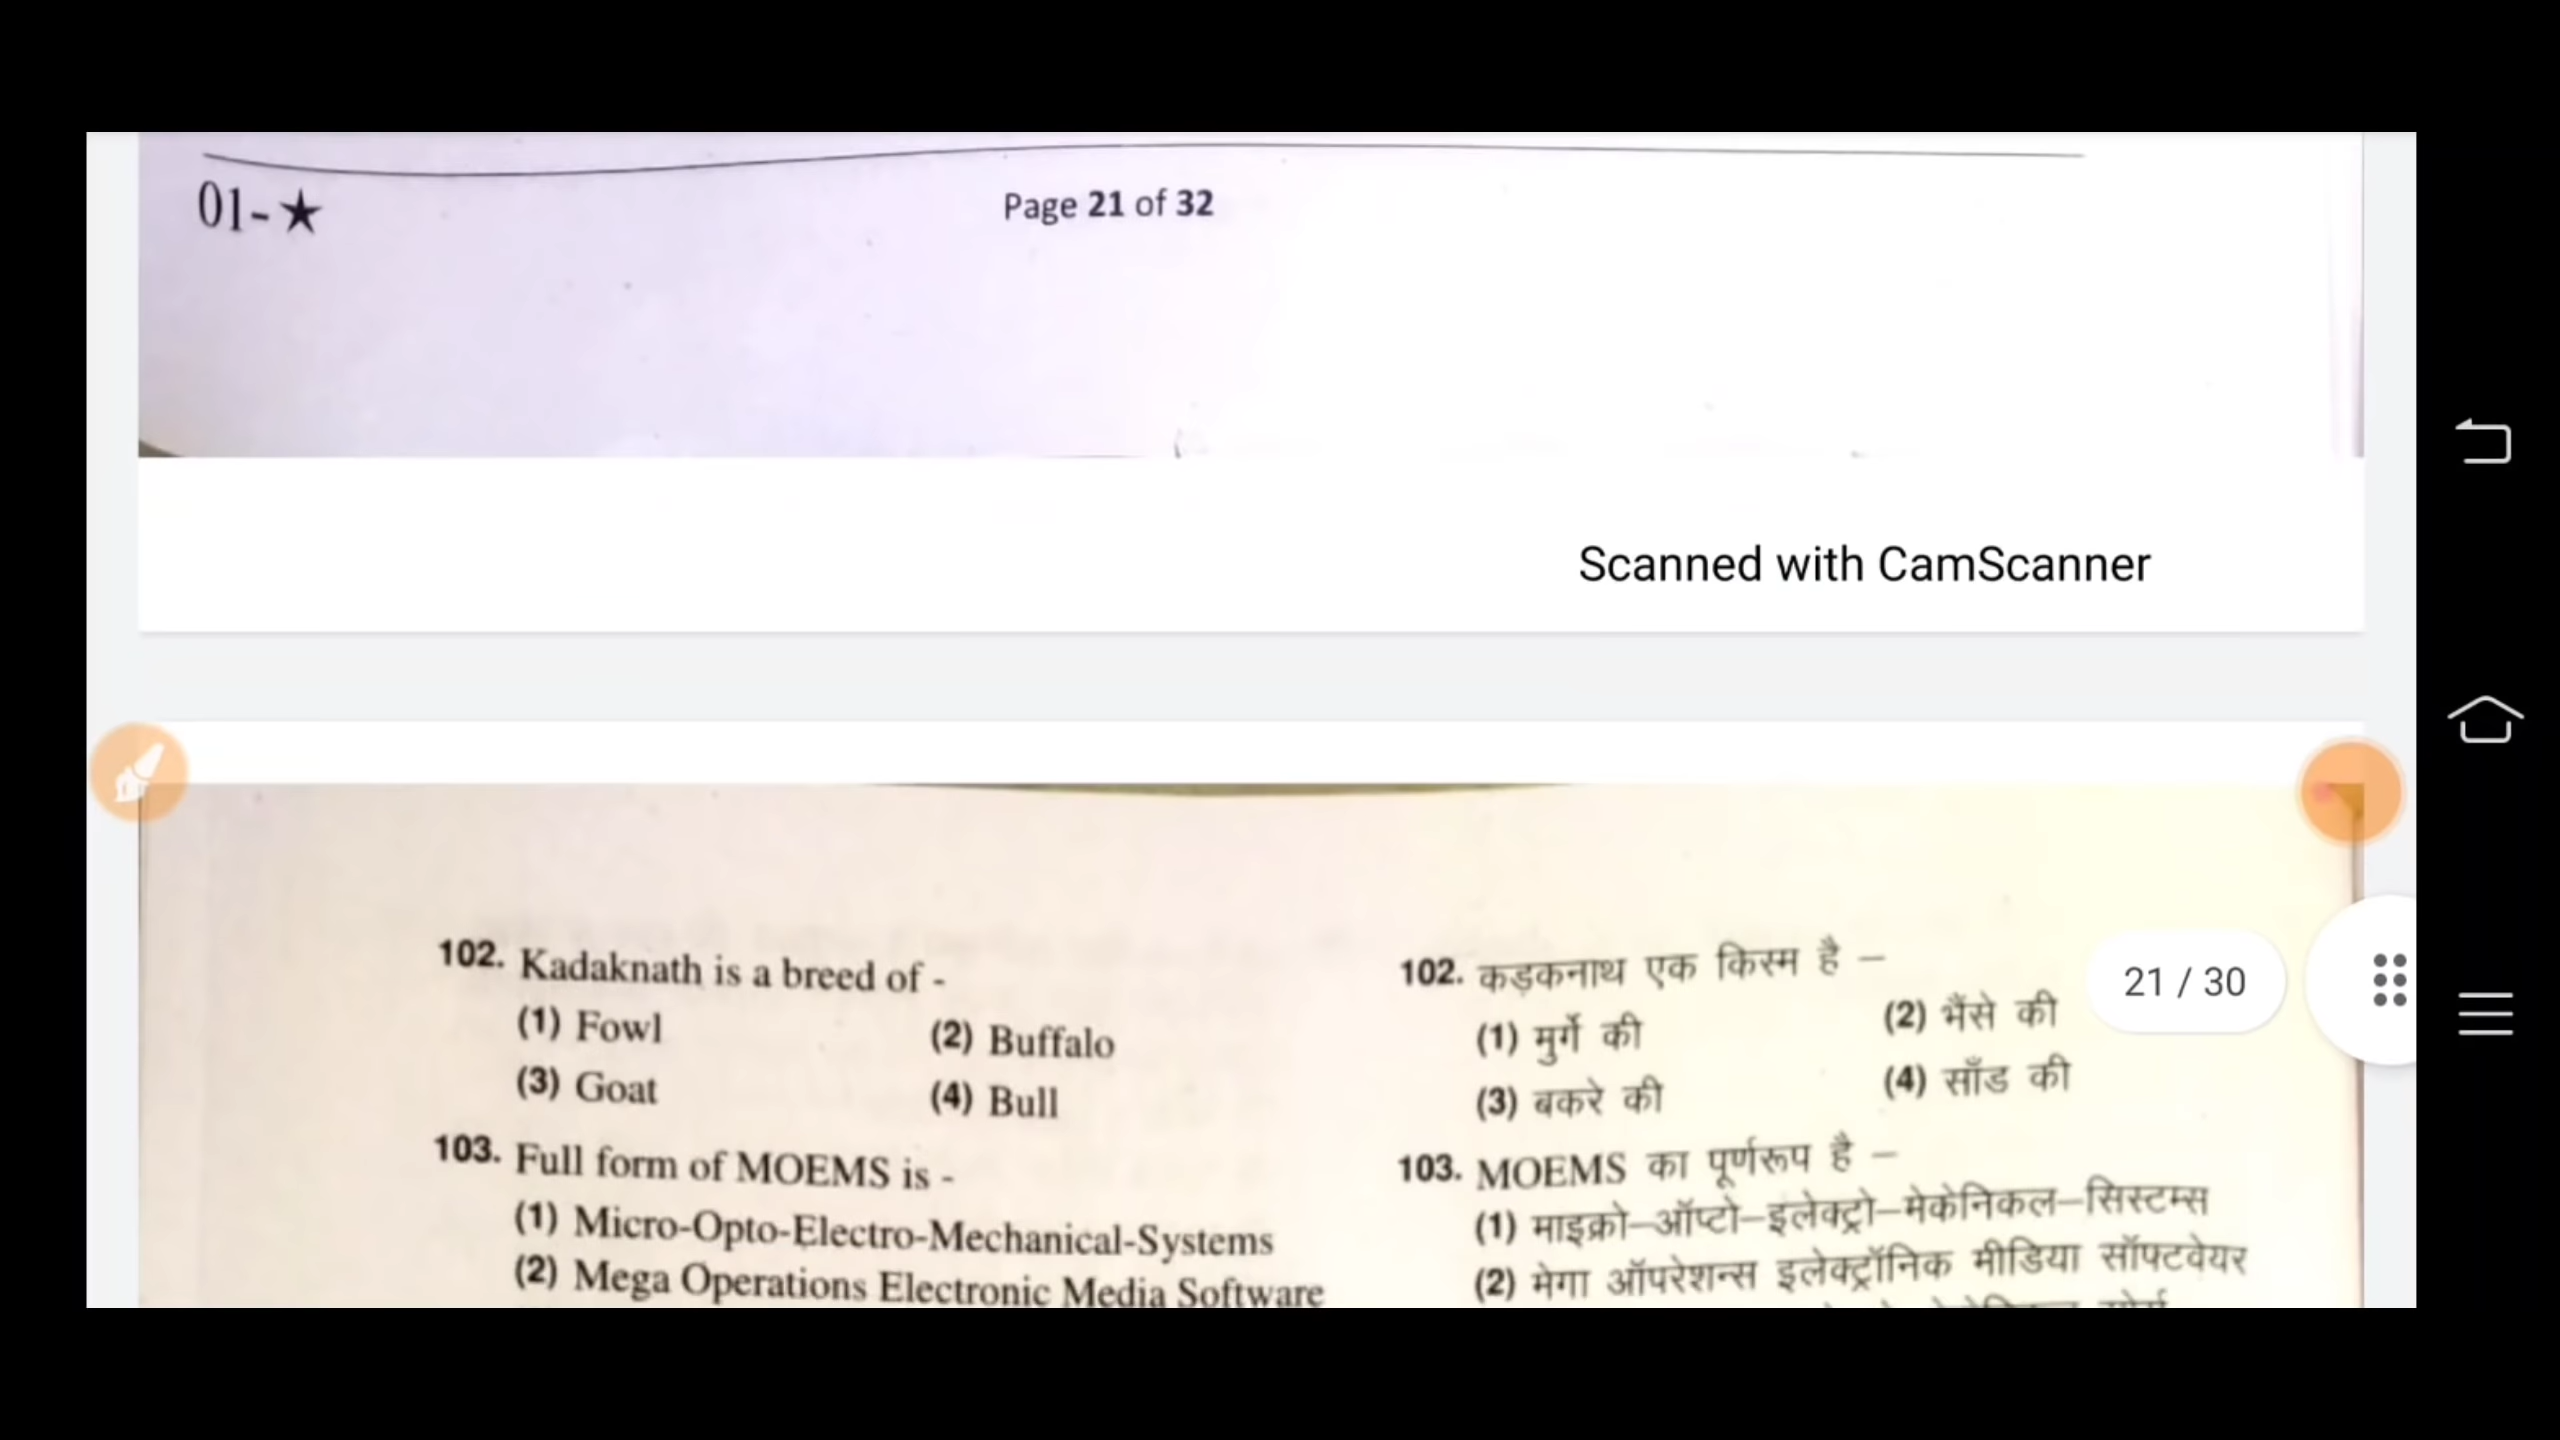 01-★
Page 21 of 32
Scanned with CamScanner
102. Kadaknath is a breed of -
(1) Fowl (2) Buffalo
(3) Goat (4) Bull
103. Full form of MOEMS is -
(1) Micro-Opto-Electro-Mechanical-Systems
(2) Mega Operations Electronic Media Software
102. कड़कनाथ एक किस्म है –
(1) मुर्गे की (2) भैंसे की
(3) बकरे की (4) साँड की
103. MOEMS का पूर्णरूप है –
(1) माइक्रो–ऑप्टो–इलेक्ट्रो–मेकेनिकल–सिस्टम्स
(2) मेगा ऑपरेशन्स इलेक्ट्रॉनिक मीडिया सॉफ्टवेयर
21 / 30